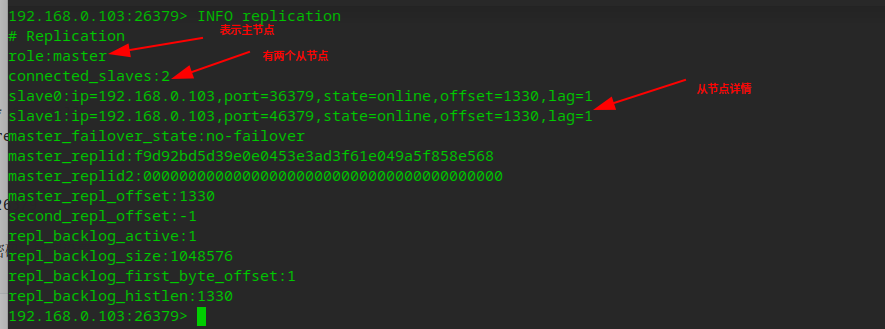 192.168.0.103:26379> INFO replication
表示主节点
# Replication
role:master
有两个从节点
connected_slaves:2
从节点详情
slave0:ip=192.168.0.103,port=36379,state=online,offset=1330,lag=1
slave1:ip=192.168.0.103,port=46379,state=online,offset=1330,lag=1
master_failover_state:no-failover
master_replid:f9d92bd5d39e0e0453e3ad3f61e049a5f858e568
master_replid2:0000000000000000000000000000000000000000
master_repl_offset:1330
second_repl_offset:-1
repl_backlog_active:1
repl_backlog_size:1048576
repl_backlog_first_byte_offset:1
repl_backlog_histlen:1330
192.168.0.103:26379>